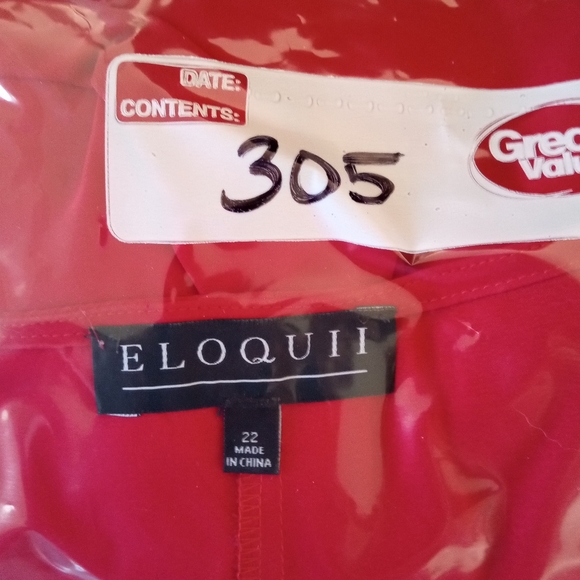 DATE:
CONTENTS:
305
ELOQUII
22
MADE
IN CHINA